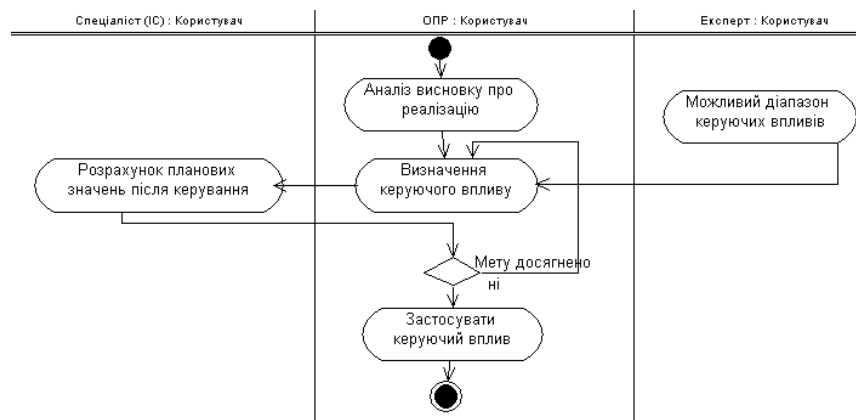 Спеціаліст (ІС) : Користувач
ОПР : Користувач
Експерт : Користувач
Аналіз висновку про
реалізацію
Можливий діапазон
керуючих впливів
Розрахунок планових
значень після керування
Визначення
керуючого впливу
Мету досягнено
ні
Застосувати
керуючий вплив